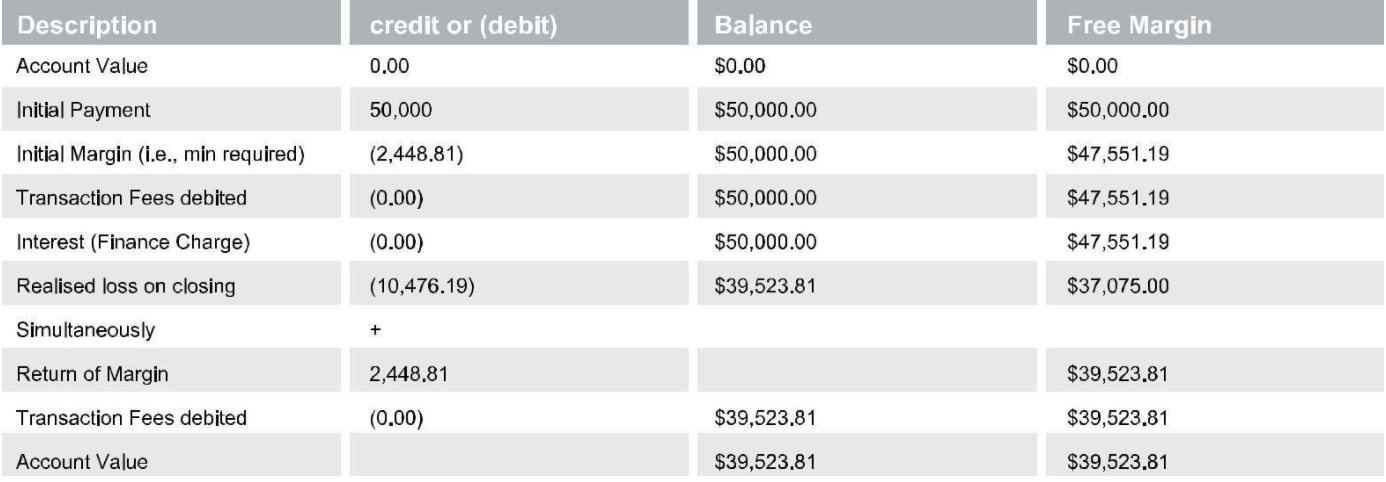 Description credit or (debit) Balance Free Margin
Account Value 0.00 $0.00 $0.00
Initial Payment 50,000 $50,000.00 $50,000.00
Initial Margin (i.e., min required) (2,448.81) $50,000.00 $47,551.19
Transaction Fees debited (0.00) $50,000.00 $47,551.19
Interest (Finance Charge) (0.00) $50,000.00 $47,551.19
Realised loss on closing (10,476.19) $39,523.81 $37,075.00
Simultaneously +
Return of Margin 2,448.81 $39,523.81
Transaction Fees debited (0.00) $39,523.81 $39,523.81
Account Value $39,523.81 $39,523.81